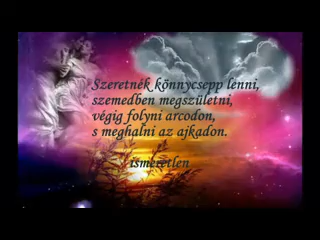 Szeretnék könnycsepp lenni,
szemedben megszületni,
végig folyni arcodon,
s meghalni az ajkadon.
ismeretlen